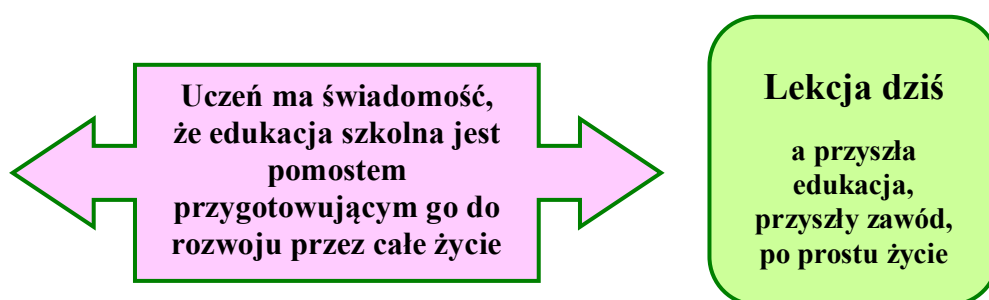 Uczeń ma świadomość,
że edukacja szkolna jest
pomostem
przygotowującym go do
rozwoju przez całe życie
Lekcja dziś
a przyszła
edukacja,
przyszły zawód,
po prostu życie